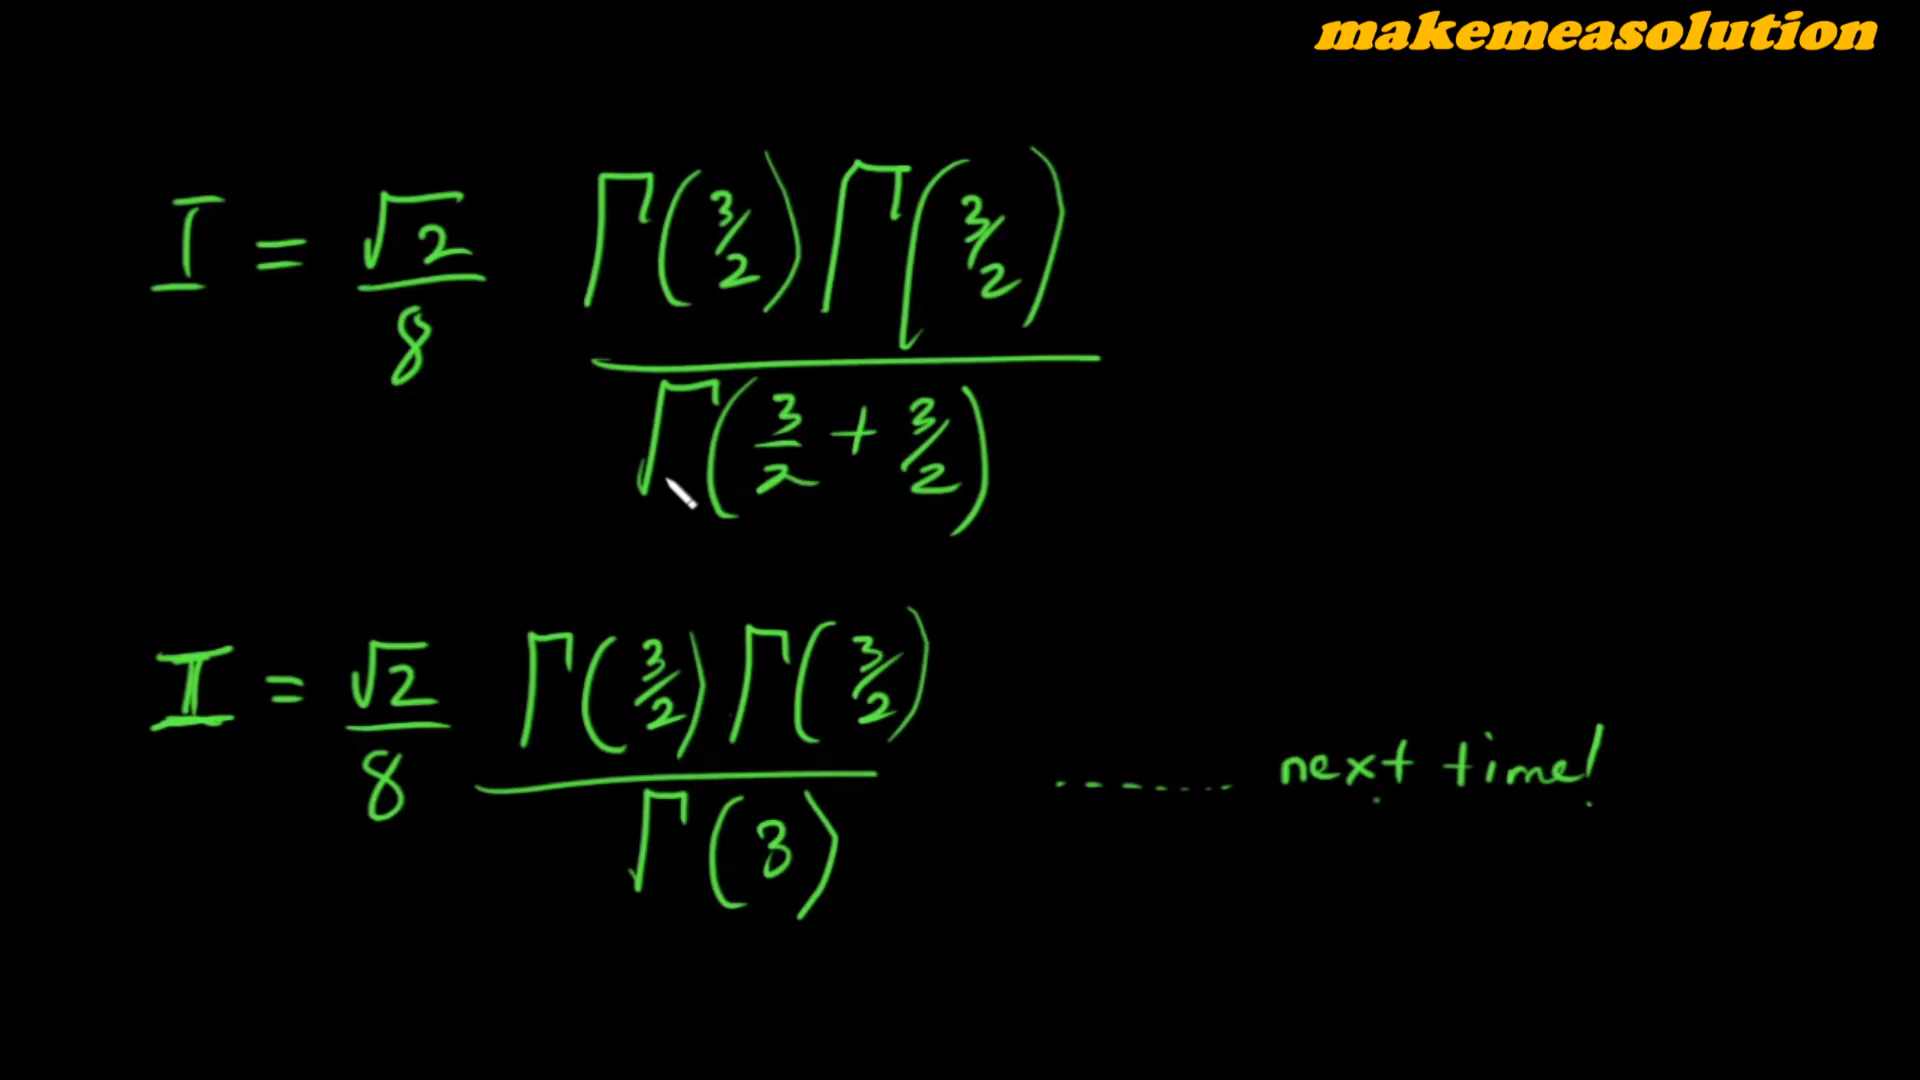 makemeasolution
I = √2/8 Γ(3/2) Γ(3/2) / Γ(3/2 + 3/2)
I = √2/8 Γ(3/2) Γ(3/2) / Γ(3) ....... next time!